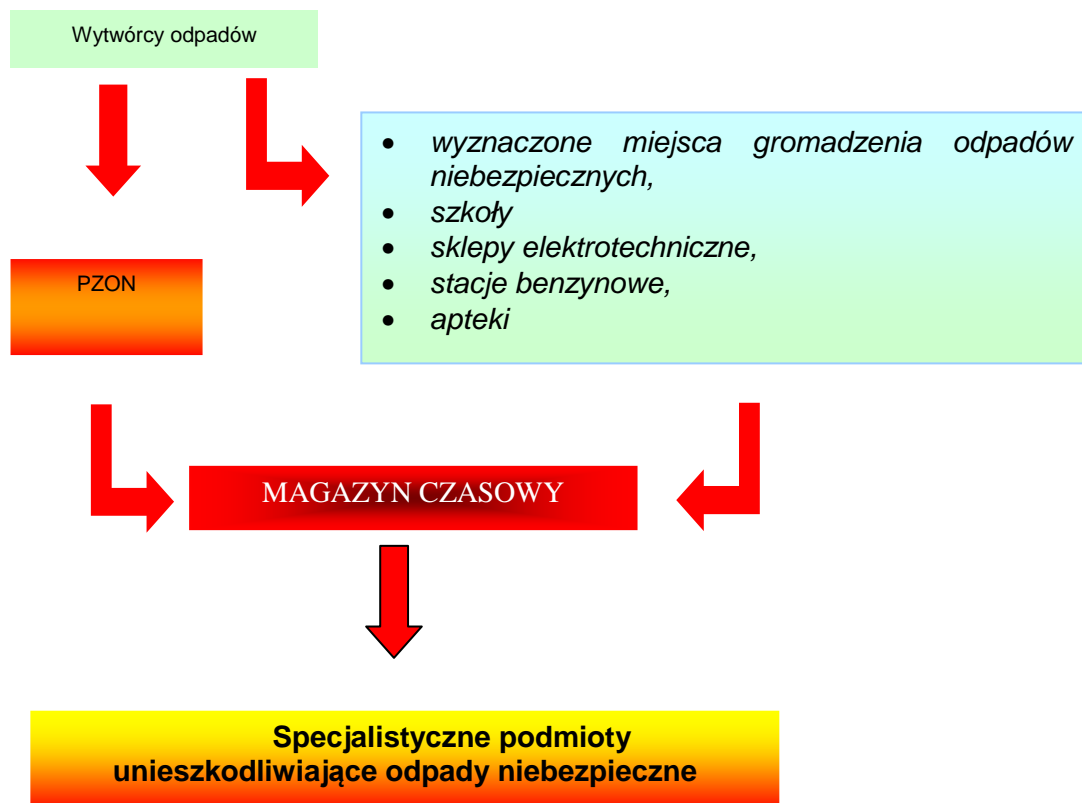 Wytwórcy odpadów
• wyznaczone miejsca gromadzenia odpadów
niebezpiecznych,
• szkoły
• sklepy elektrotechniczne,
• stacje benzynowe,
• apteki
PZON
MAGAZYN CZASOWY
Specjalistyczne podmioty
unieszkodliwiające odpady niebezpieczne